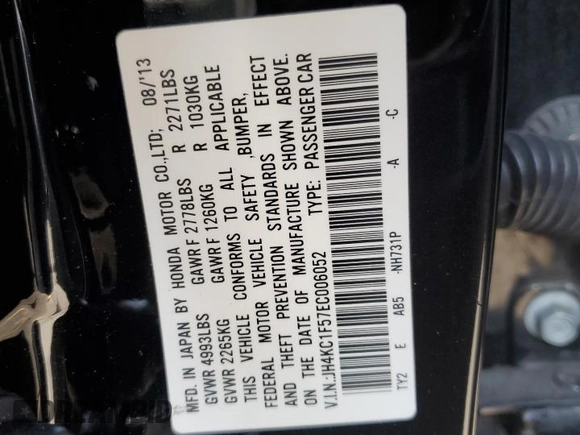 MFD. IN JAPAN BY HONDA MOTOR CO.,LTD; 08/'13
GVWR 4993LBS GAWR F 2778LBS R 2271LBS
GVWR 2265KG GAWR F 1260KG R 1030KG
THIS VEHICLE CONFORMS TO ALL APPLICABLE
FEDERAL MOTOR VEHICLE SAFETY ,BUMPER,
AND THEFT PREVENTION STANDARDS IN EFFECT
ON THE DATE OF MANUFACTURE SHOWN ABOVE.
V.I.N.:JH4KC1F57EC006052 TYPE: PASSENGER CAR
TY2 E AB5 -NH731P -A -C